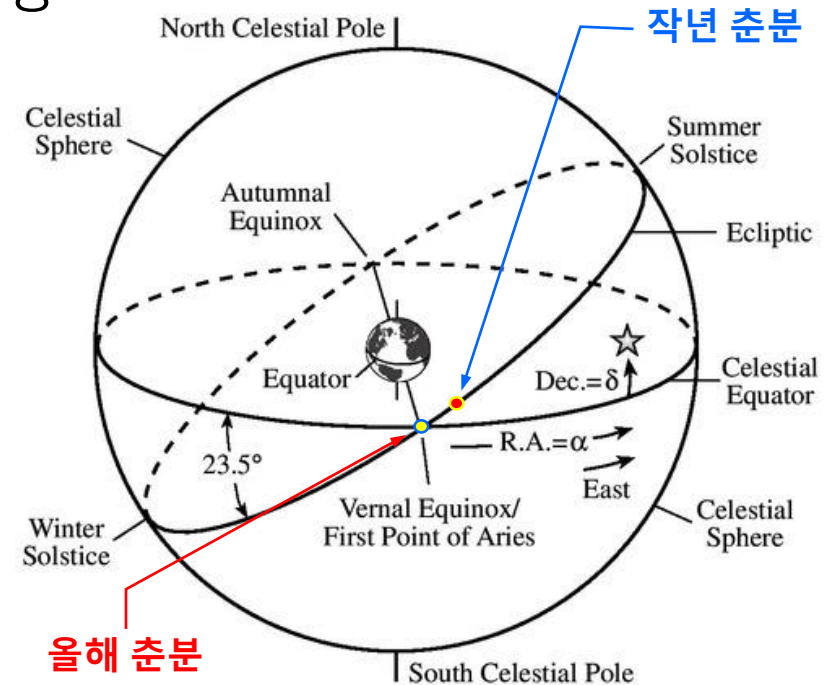 North Celestial Pole
작년 춘분
Celestial
Sphere
Summer
Solstice
Autumnal
Equinox
Ecliptic
Equator
Dec.=δ
Celestial
Equator
R.A.=α
23.5°
East
Vernal Equinox/
First Point of Aries
Celestial
Sphere
Winter
Solstice
올해 춘분
South Celestial Pole